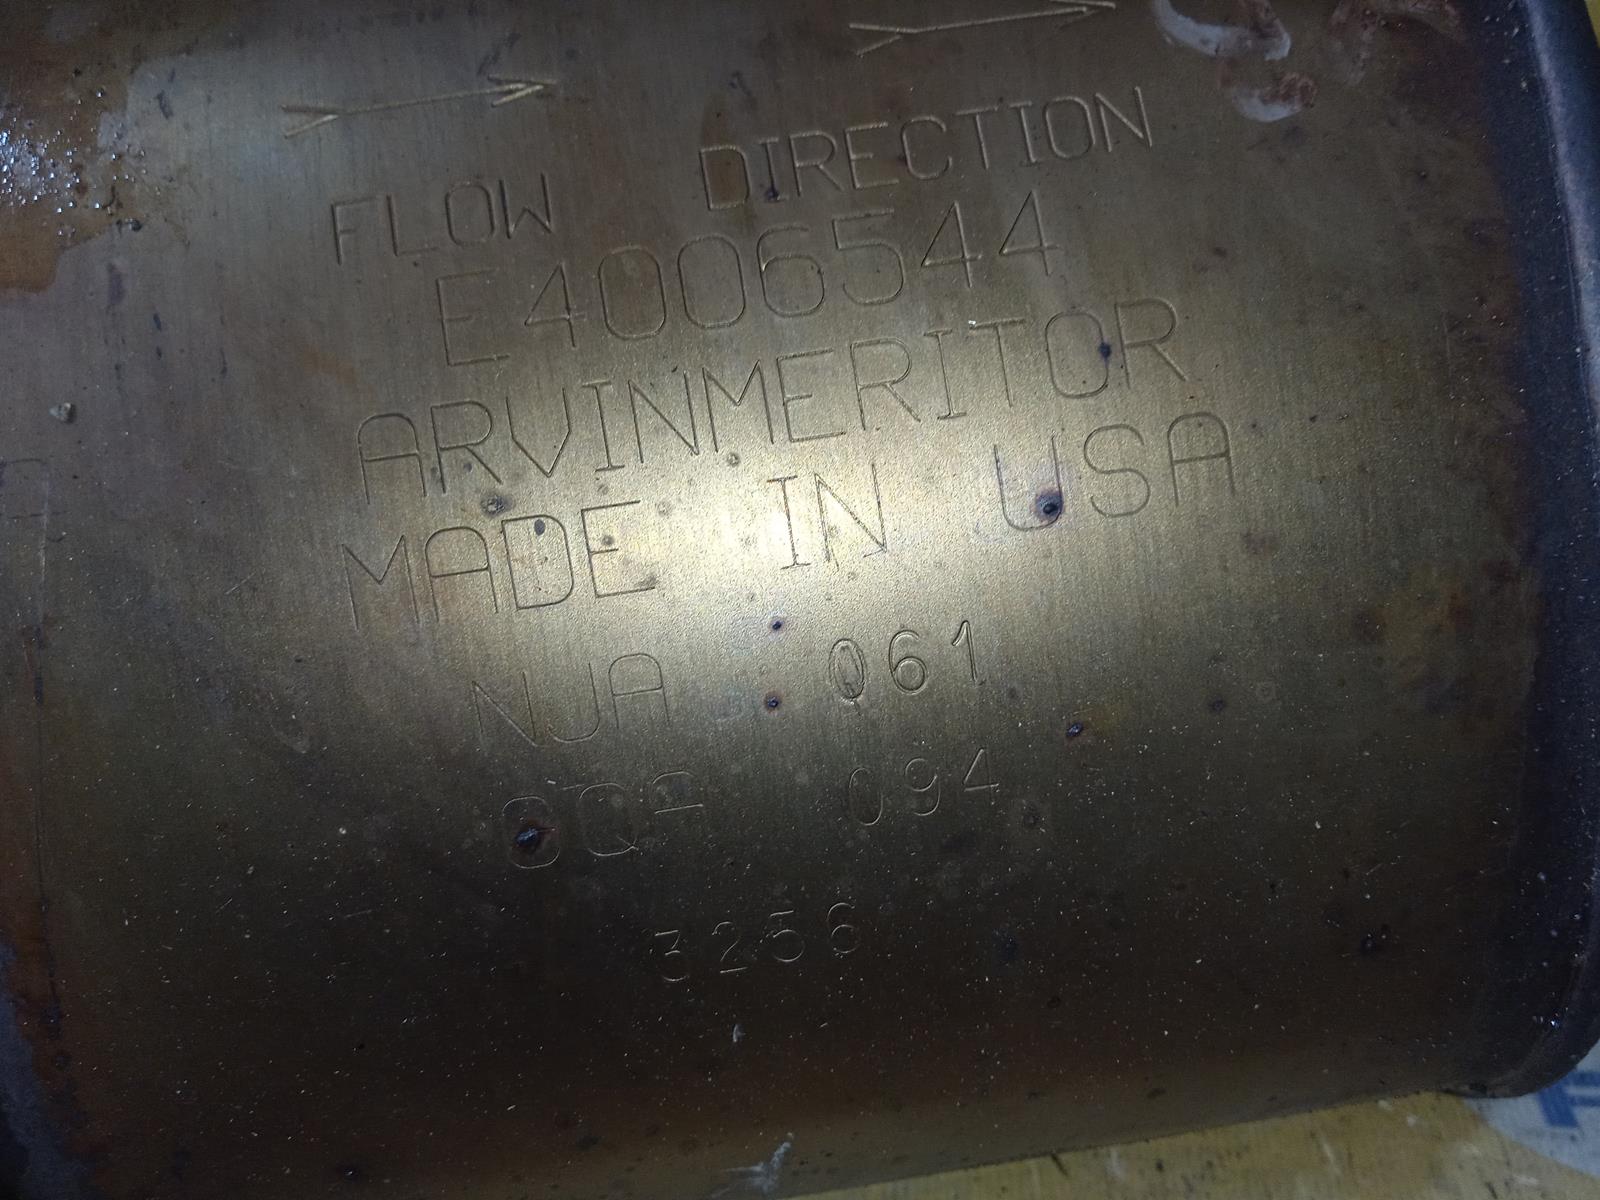 FLOW DIRECTION
E4006544
ARVINMERITOR
MADE IN USA
NJA 061
094
3256